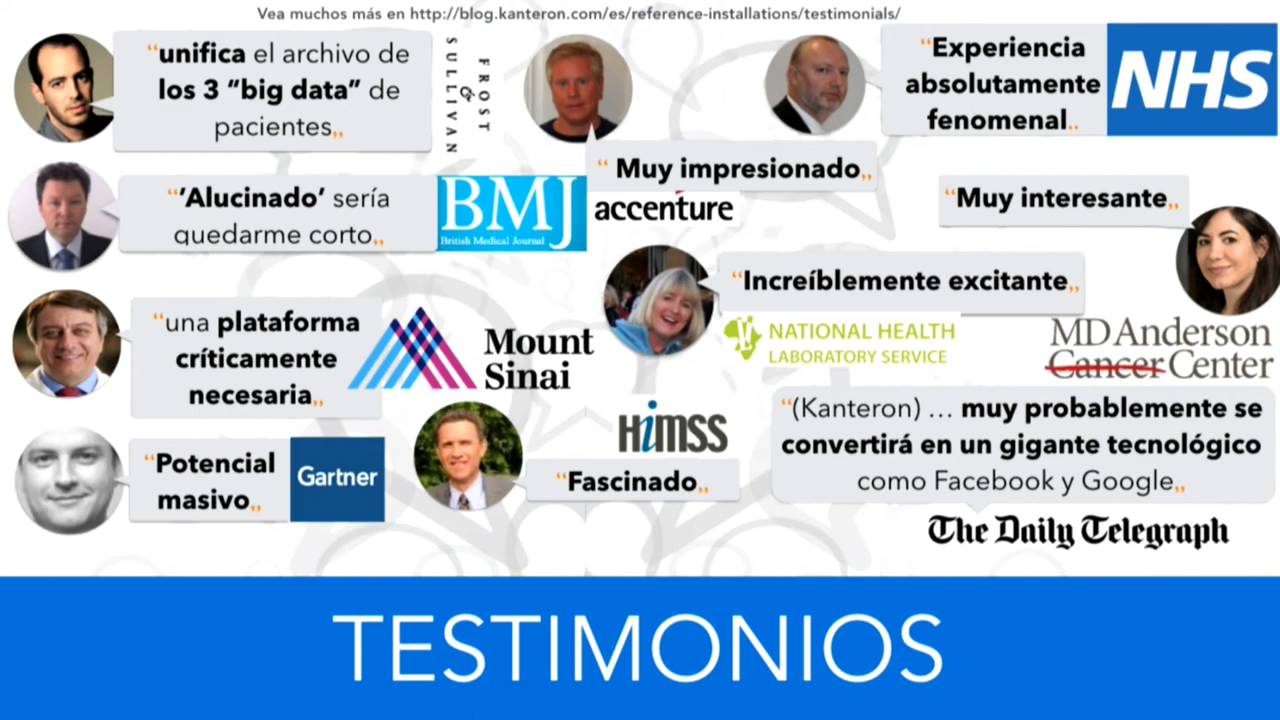 Vea muchos más en http://blog.kanteron.com/es/reference-installations/testimonials/
“unifica el archivo de
los 3 “big data” de
pacientes„
FROST
&
SULLIVAN
“Experiencia
absolutamente
fenomenal„
NHS
“ Muy impresionado„
accenture
“’Alucinado’ sería
quedarme corto„
BMJ
British Medical Journal
“Muy interesante„
“Increíblemente excitante„
NATIONAL HEALTH
LABORATORY SERVICE
MD Anderson
Cancer Center
“una plataforma
críticamente
necesaria„
Mount
Sinai
“Potencial
masivo„
Gartner
HiMSS
“Fascinado„
“(Kanteron) ... muy probablemente se
convertirá en un gigante tecnológico
como Facebook y Google„
The Daily Telegraph
TESTIMONIOS